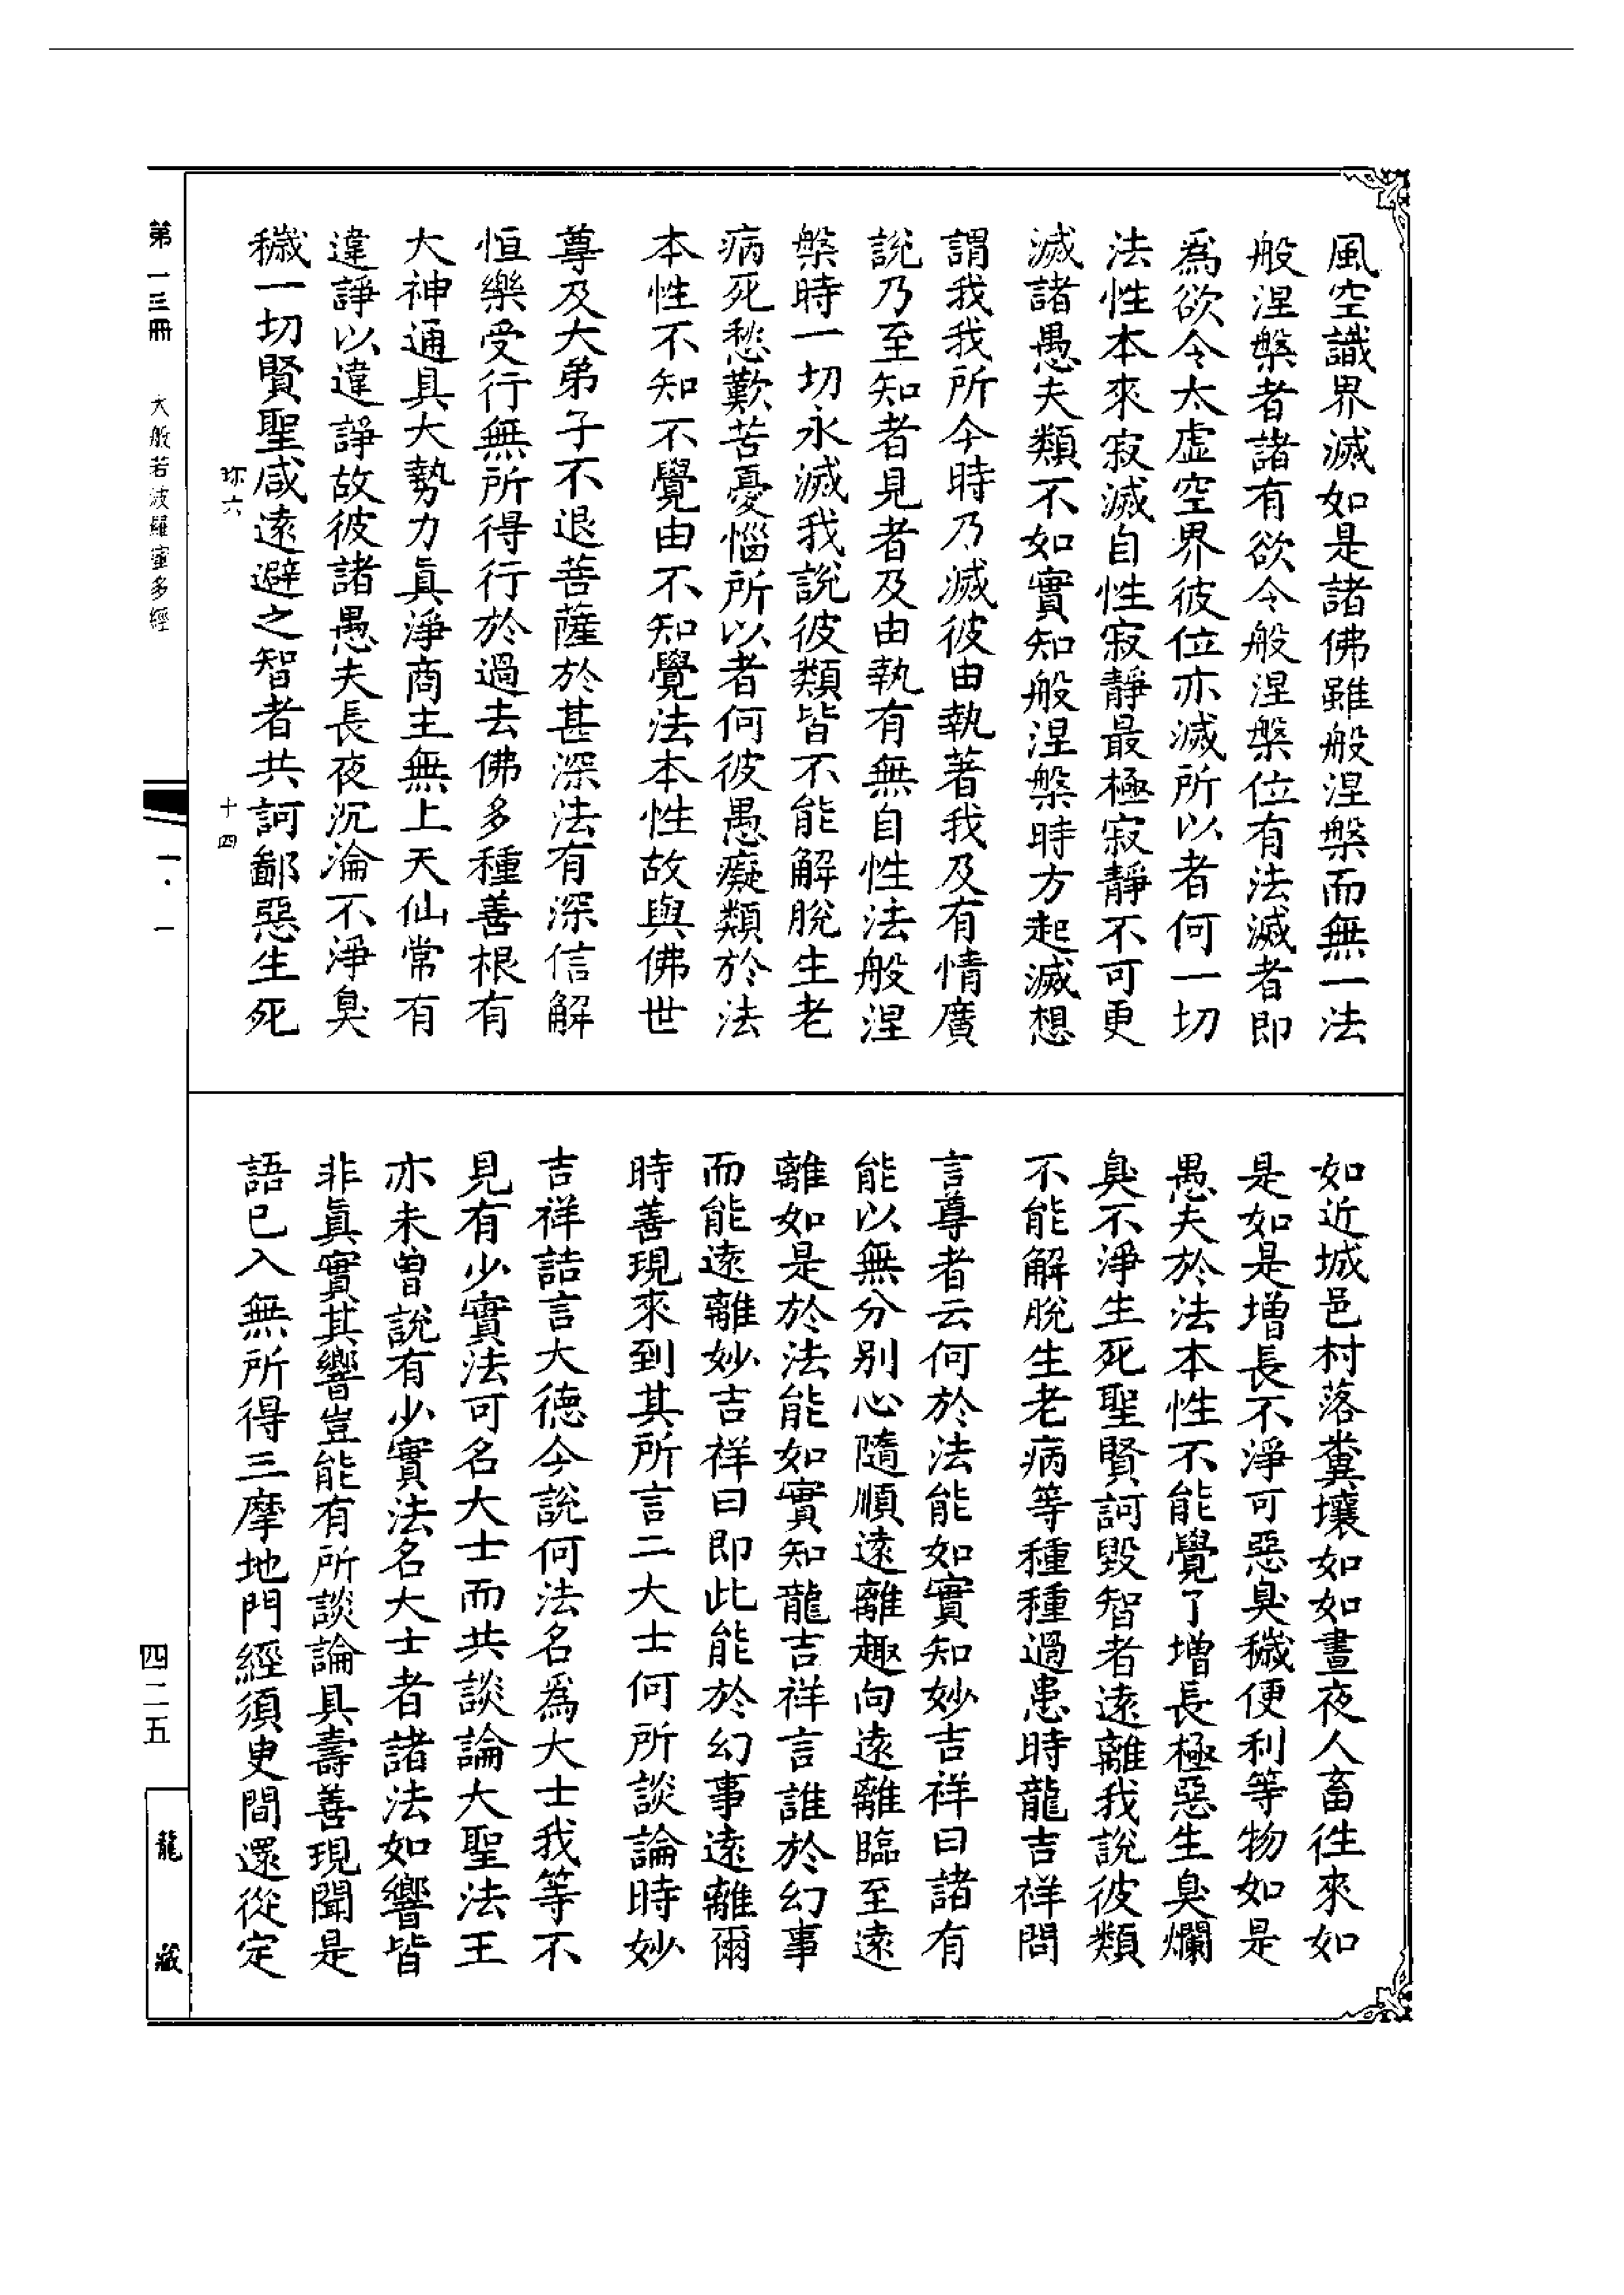 風空識界滅如是諸佛雖般涅槃而無一法
般涅槃者諸有欲令般涅槃位有法滅者即
為欲令太虛空界彼位亦滅所以者何一切
法性本來寂滅自性寂靜最極寂靜不可更
滅諸愚夫類不如實知般涅槃時方起滅想
謂我我所今時乃滅彼由執著我及有情廣
說乃至知者見者及由執有無自性法般涅
槃時一切永滅我說彼類皆不能解脫生老
病死愁歎苦憂惱所以者何彼愚癡類於法
本性不知不覺由不知覺法本性故與佛世
尊及大弟子不退菩薩於甚深法有深信解
恒樂受行無所得行於過去佛多種善根有
大神通具大勢力真淨商主無上天仙常有
違諍以違諍故彼諸愚夫長夜沉淪不淨臭
穢一切賢聖咸遠避之智者共訶鄙惡生死
如近城邑村落糞壤如如晝夜人畜往來如
是如是增長不淨可惡臭穢便利等物如是
愚夫於法本性不能覺了增長極惡生臭爛
臭不淨生死聖賢訶毀智者遠離我說彼類
不能解脫生老病等種種過患時龍吉祥問
言尊者云何於法能如實知妙吉祥曰諸有
能以無分別心隨順遠離趣向遠離臨至遠
離如是於法能如實知龍吉祥言誰於幻事
而能遠離妙吉祥曰即此能於幻事遠離爾
時善現來到其所言二大士何所談論時妙
吉祥詰言大德今說何法名為大士我等不
見有少實法可名大士而共談論大聖法王
亦未曾說有少實法名大士者諸法如響皆
非真實其響豈能有所談論具壽善現聞是
語已入無所得三摩地門經須臾間還從定
珎六
十四
第一三冊
大般若波羅蜜多經
一·一
四二五
龍藏